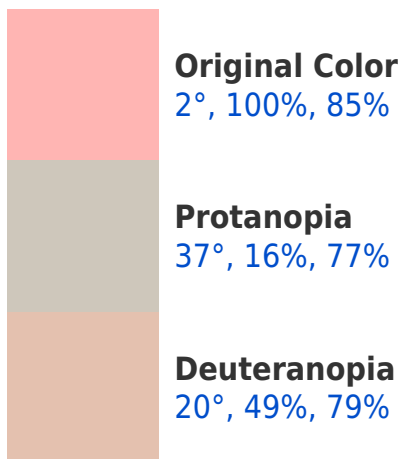 Original Color
2°, 100%, 85%
Protanopia
37°, 16%, 77%
Deuteranopia
20°, 49%, 79%